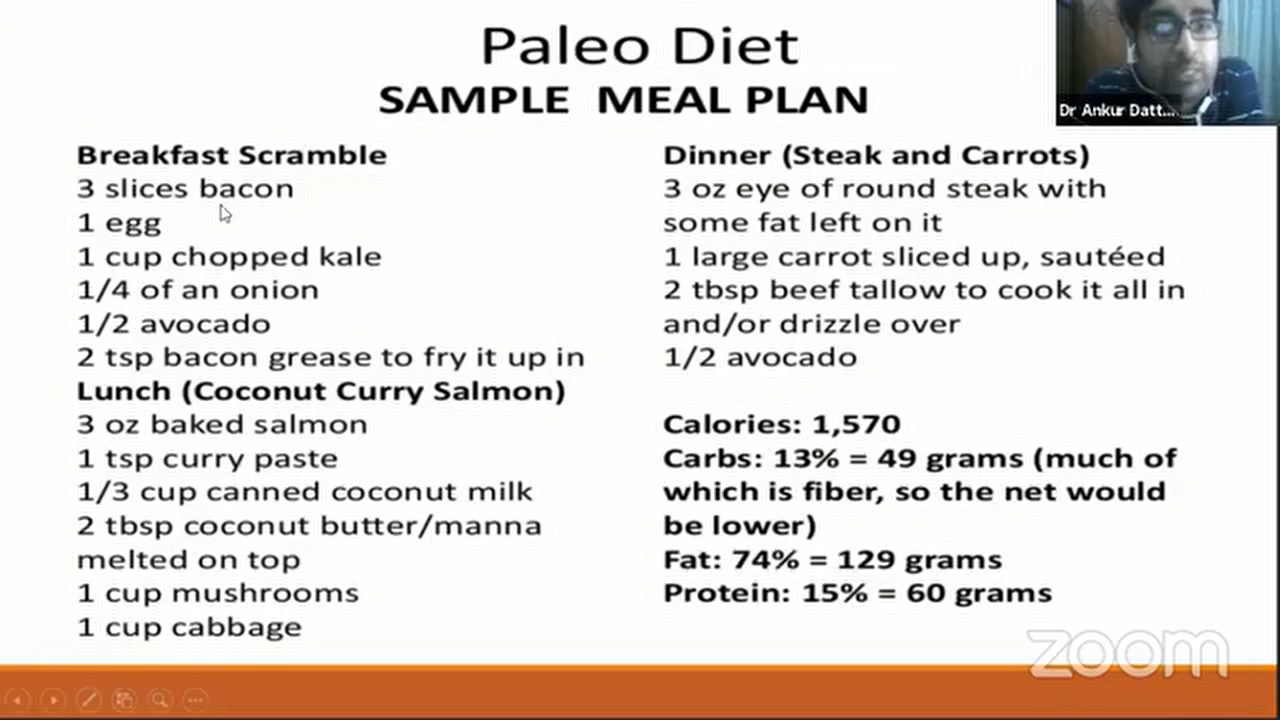 Paleo Diet
SAMPLE MEAL PLAN
Dr Ankur Datt...
Breakfast Scramble
3 slices bacon
1 egg
1 cup chopped kale
1/4 of an onion
1/2 avocado
2 tsp bacon grease to fry it up in
Lunch (Coconut Curry Salmon)
3 oz baked salmon
1 tsp curry paste
1/3 cup canned coconut milk
2 tbsp coconut butter/manna
melted on top
1 cup mushrooms
1 cup cabbage
Dinner (Steak and Carrots)
3 oz eye of round steak with
some fat left on it
1 large carrot sliced up, sautéed
2 tbsp beef tallow to cook it all in
and/or drizzle over
1/2 avocado
Calories: 1,570
Carbs: 13% = 49 grams (much of
which is fiber, so the net would
be lower)
Fat: 74% = 129 grams
Protein: 15% = 60 grams
zoom